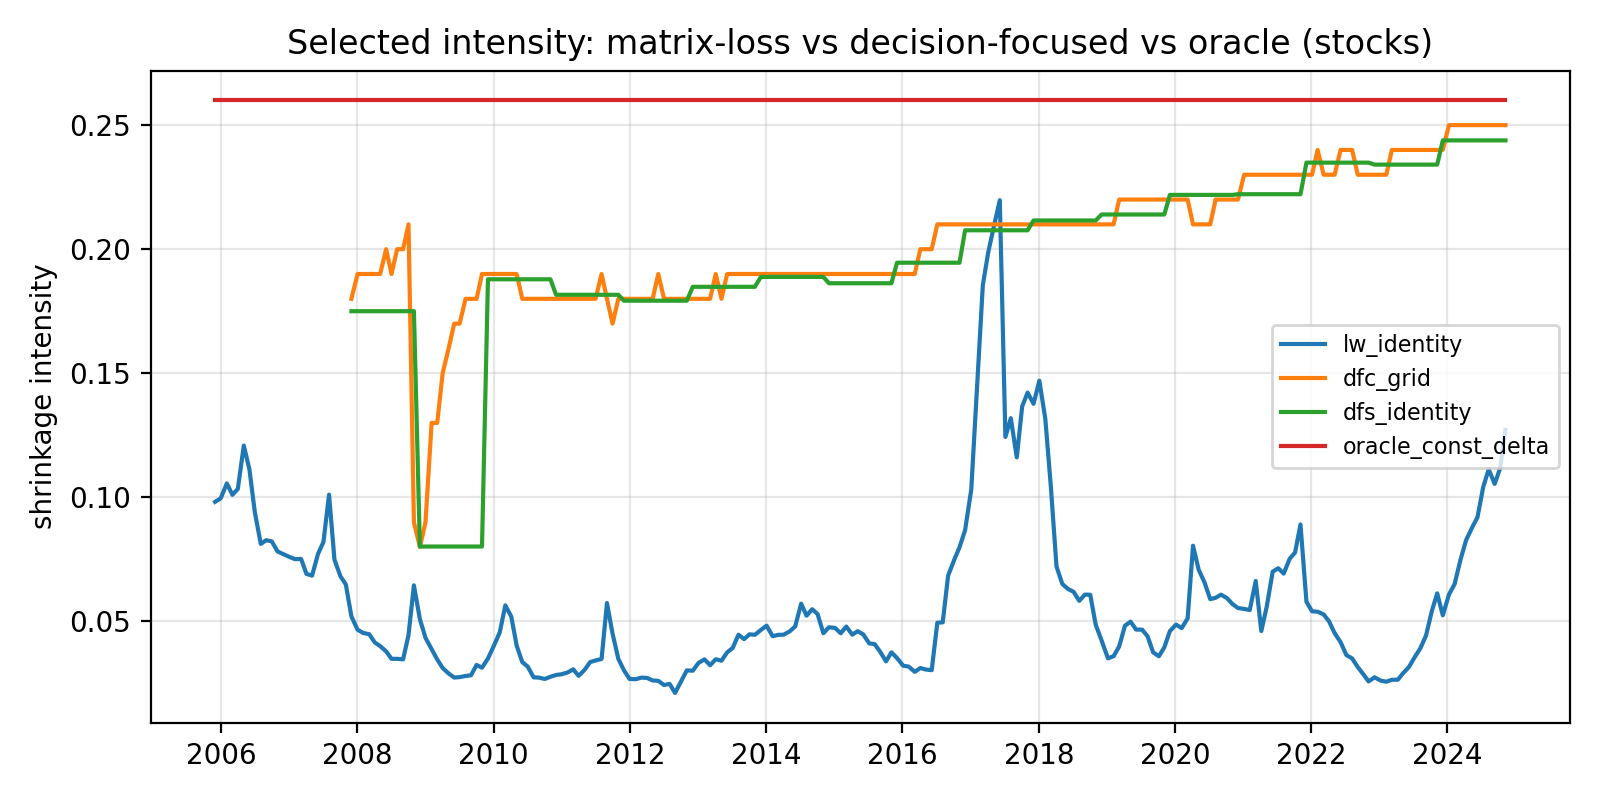 Selected intensity: matrix-loss vs decision-focused vs oracle (stocks)
shrinkage intensity
0.25
0.20
0.15
0.10
0.05
lw_identity
dfc_grid
dfs_identity
oracle_const_delta
2006 2008 2010 2012 2014 2016 2018 2020 2022 2024